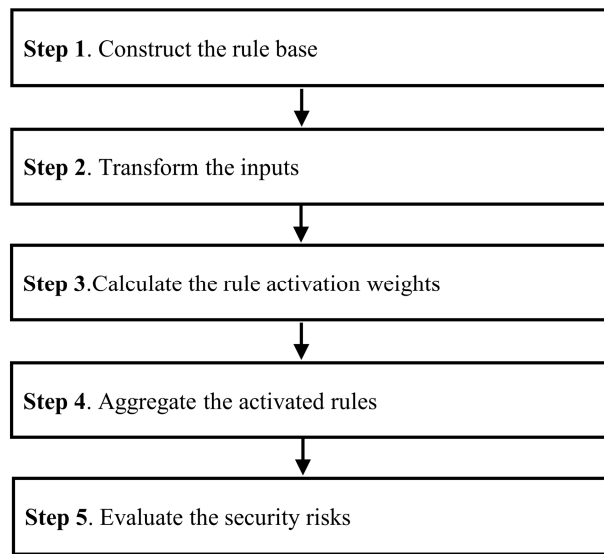 Step 1. Construct the rule base
Step 2. Transform the inputs
Step 3.Calculate the rule activation weights
Step 4. Aggregate the activated rules
Step 5. Evaluate the security risks